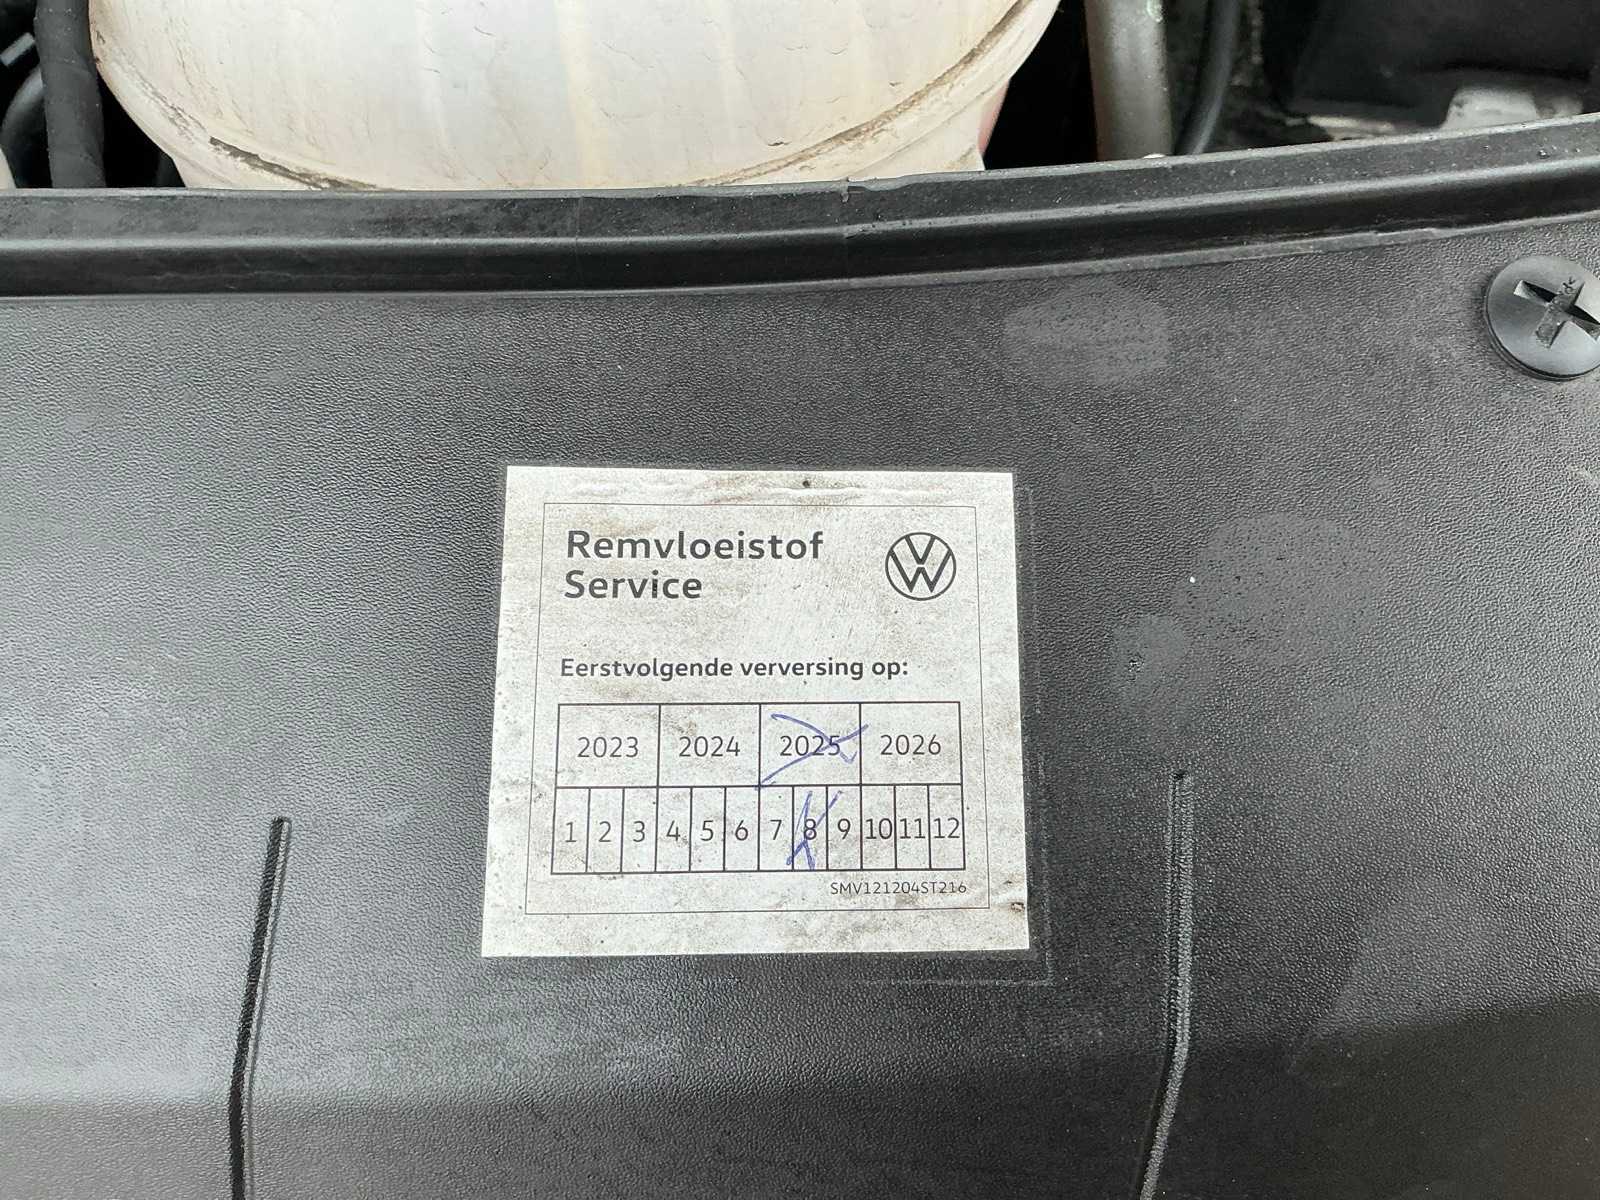 Remvloeistof
Service
Eerstvolgende verversing op:
2023 2024 2025 2026
1 2 3 4 5 6 7 8 9 10 11 12
SMV121204ST216